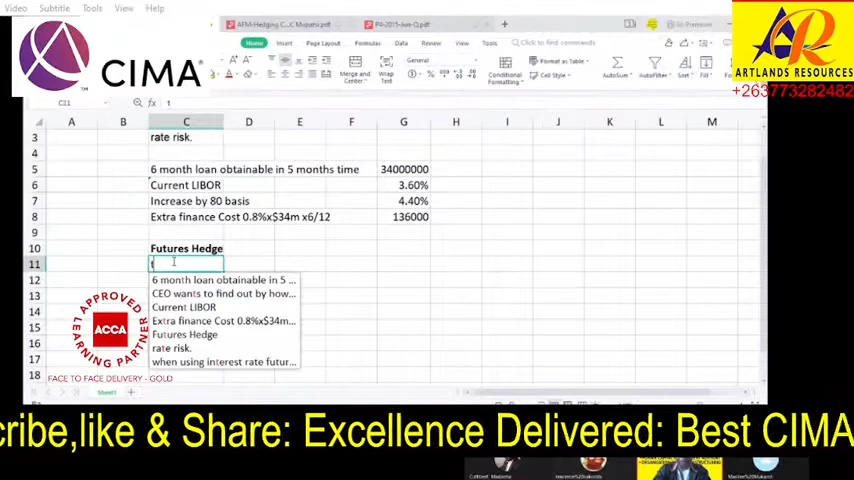 Video Subtitle Tools View Help
AFM-Hedging C...C Mupatsi.pdf
P4-2015-Jun-Q.pdf
Home Insert Page Layout Formulas Data Review View Tools Click to find commands
General
Merge and Center
Wrap Text
Conditional Formatting
Format as Table
Cell Style
AutoSum AutoFilter Sort Fill
CIMA
ARTLANDS RESOURCES
+263773282482
C11 fx t
A B C D E F G H I J K L M
3 rate risk.
4
5 6 month loan obtainable in 5 months time 34000000
6 Current LIBOR 3.60%
7 Increase by 80 basis 4.40%
8 Extra finance Cost 0.8%x$34m x6/12 136000
9
10 Futures Hedge
11 t
12 6 month loan obtainable in 5 ...
13 CEO wants to find out by how...
14 Current LIBOR
Extra finance Cost 0.8%x$34m...
15 Futures Hedge
16 rate risk.
17 when using interest rate futur...
18
APPROVED
ACCA
LEARNING PARTNER
FACE TO FACE DELIVERY - GOLD
Sheet1
cribe,like & Share: Excellence Delivered: Best CIMA